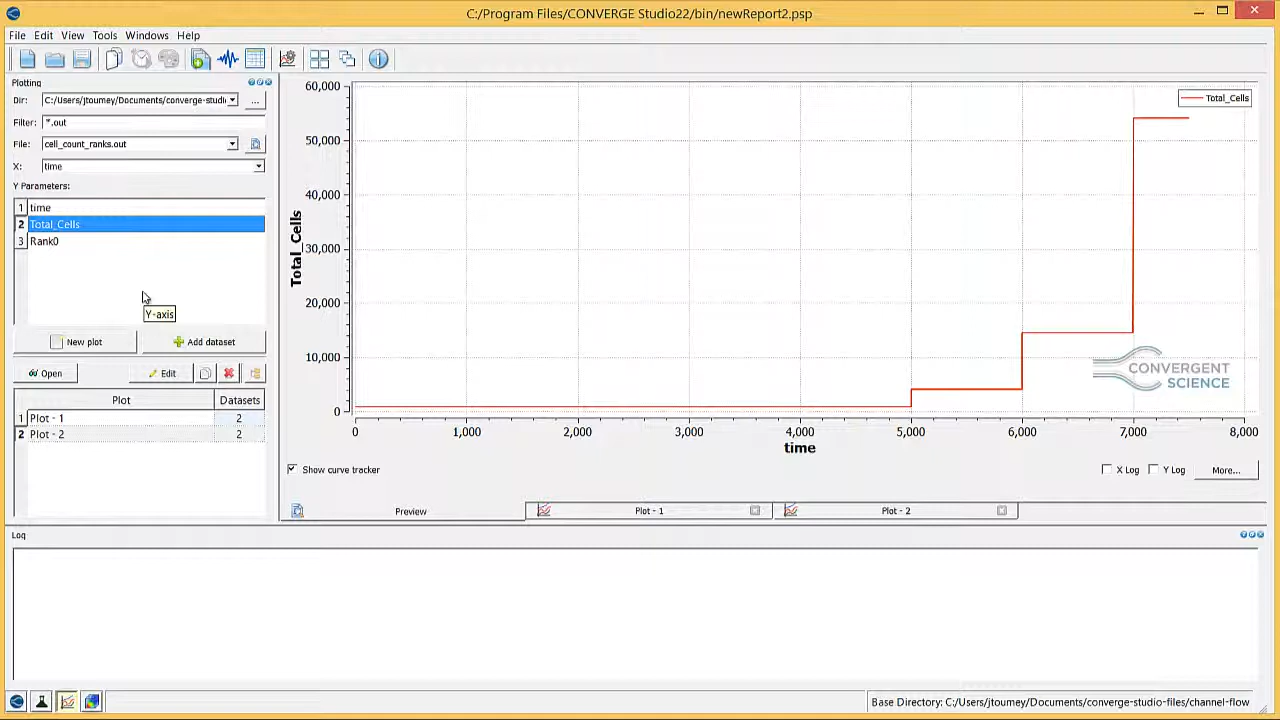 C:/Program Files/CONVERGE Studio22/bin/newReport2.psp
File Edit View Tools Windows Help
Plotting
Dir: C:/Users/jtoumey/Documents/converge-studi ...
Filter: *.out
File: cell_count_ranks.out
X: time
Y Parameters:
1 time
2 Total_Cells
3 Rank0
Y-axis
New plot Add dataset
Open Edit
Plot Datasets
1 Plot - 1 2
2 Plot - 2 2
60,000
50,000
40,000
30,000
20,000
10,000
0
Total_Cells
Total_Cells
CONVERGENT
SCIENCE
0 1,000 2,000 3,000 4,000 5,000 6,000 7,000 8,000
time
Show curve tracker X Log Y Log More...
Preview Plot - 1 Plot - 2
Log
Base Directory: C:/Users/jtoumey/Documents/converge-studio-files/channel-flow